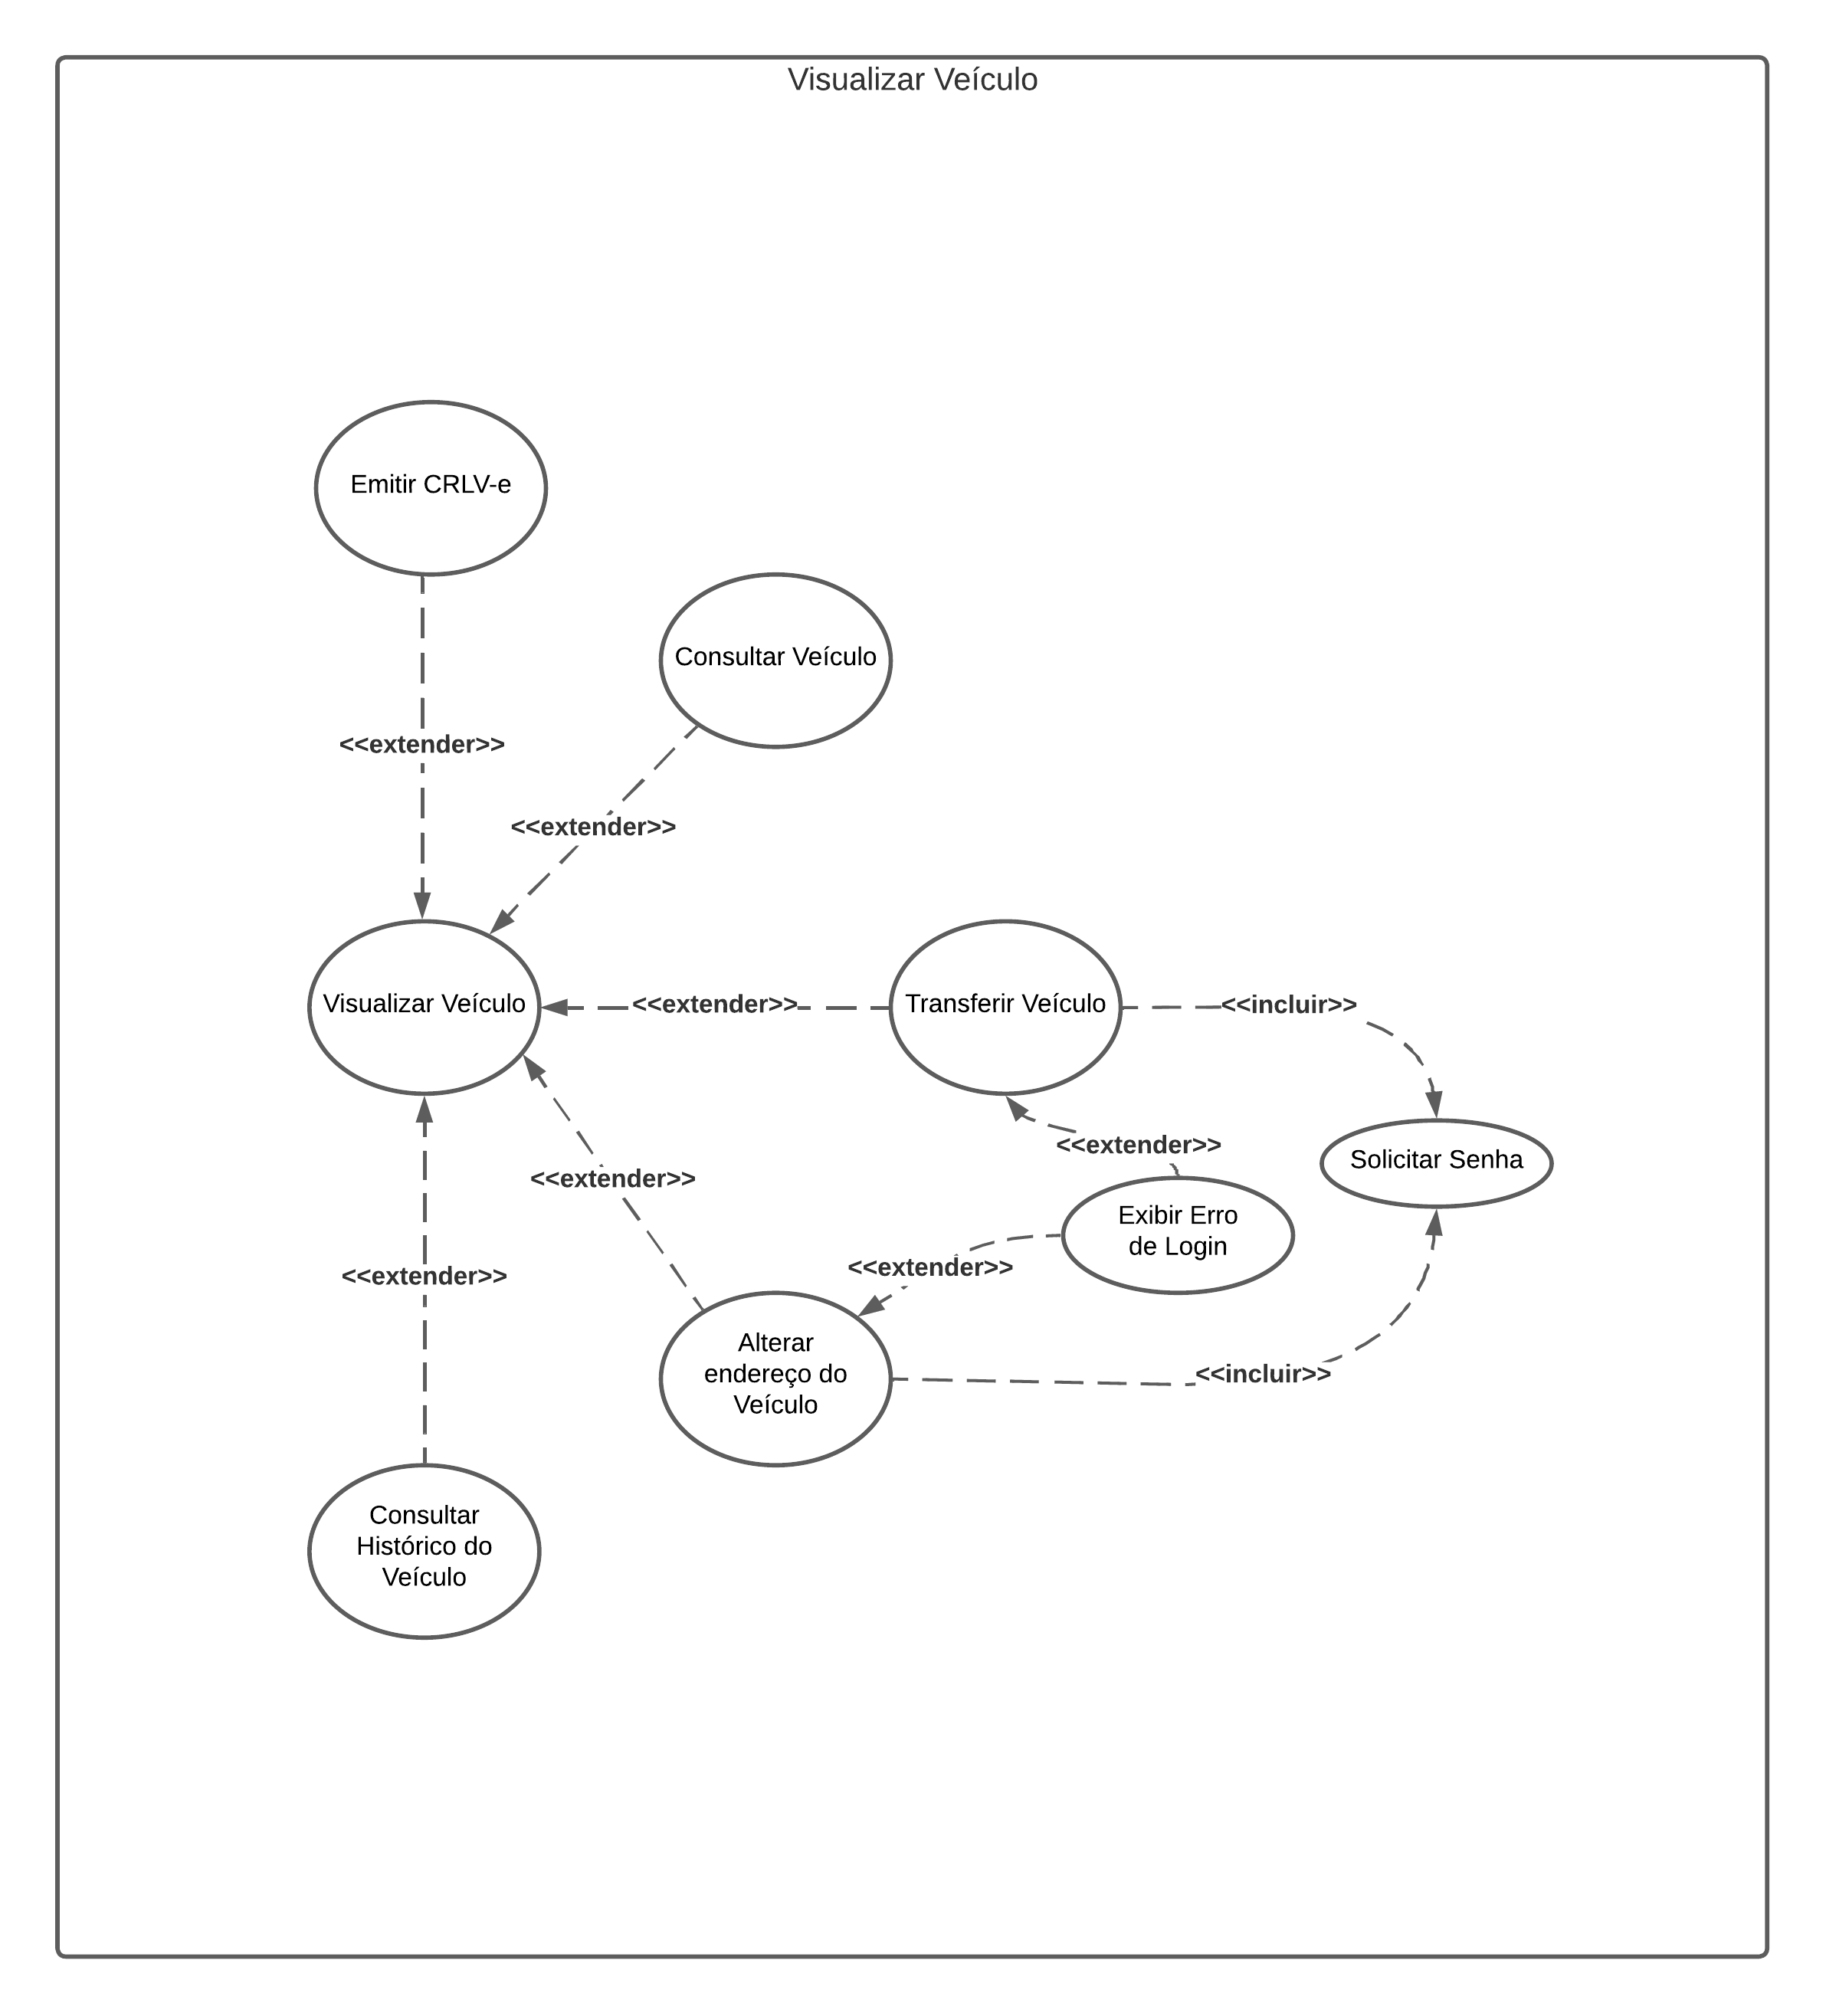 Visualizar Veículo
Emitir CRLV-e
Consultar Veículo
<<extender>>
<<extender>>
Visualizar Veículo
<<extender>>
Transferir Veículo
<<incluir>>
<<extender>>
Solicitar Senha
<<extender>>
Exibir Erro
de Login
<<extender>>
<<extender>>
Alterar
endereço do
Veículo
<<incluir>>
Consultar
Histórico do
Veículo